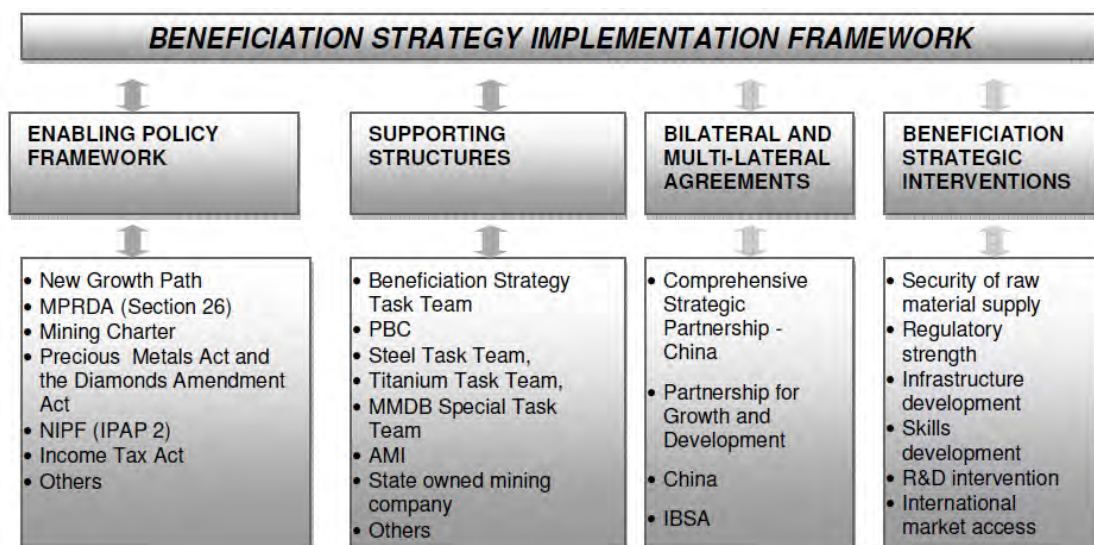 BENEFICIATION STRATEGY IMPLEMENTATION FRAMEWORK
ENABLING POLICY
FRAMEWORK
• New Growth Path
• MPRDA (Section 26)
• Mining Charter
• Precious Metals Act and
the Diamonds Amendment
Act
• NIPF (IPAP 2)
• Income Tax Act
• Others
SUPPORTING
STRUCTURES
• Beneficiation Strategy
Task Team
• PBC
• Steel Task Team,
• Titanium Task Team,
• MMDB Special Task
Team
• AMI
• State owned mining
company
• Others
BILATERAL AND
MULTI-LATERAL
AGREEMENTS
• Comprehensive
Strategic
Partnership -
China
• Partnership for
Growth and
Development
• China
• IBSA
BENEFICIATION
STRATEGIC
INTERVENTIONS
• Security of raw
material supply
• Regulatory
strength
• Infrastructure
development
• Skills
development
• R&D intervention
• International
market access